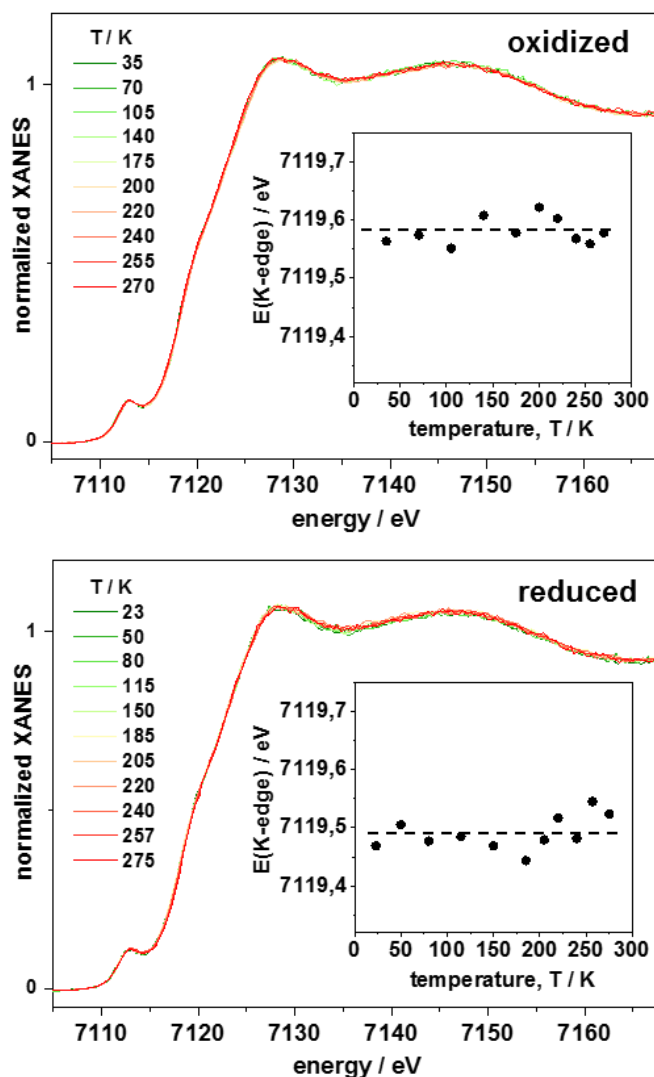 oxidized
T / K
35
70
105
140
175
200
220
240
255
270
normalized XANES
1
0
7110 7120 7130 7140 7150 7160
energy / eV
E(K-edge) / eV
7119,7
7119,6
7119,5
7119,4
0 50 100 150 200 250 300
temperature, T / K
reduced
T / K
23
50
80
115
150
185
205
220
240
257
275
normalized XANES
1
0
7110 7120 7130 7140 7150 7160
energy / eV
E(K-edge) / eV
7119,7
7119,6
7119,5
7119,4
0 50 100 150 200 250 300
temperature, T / K